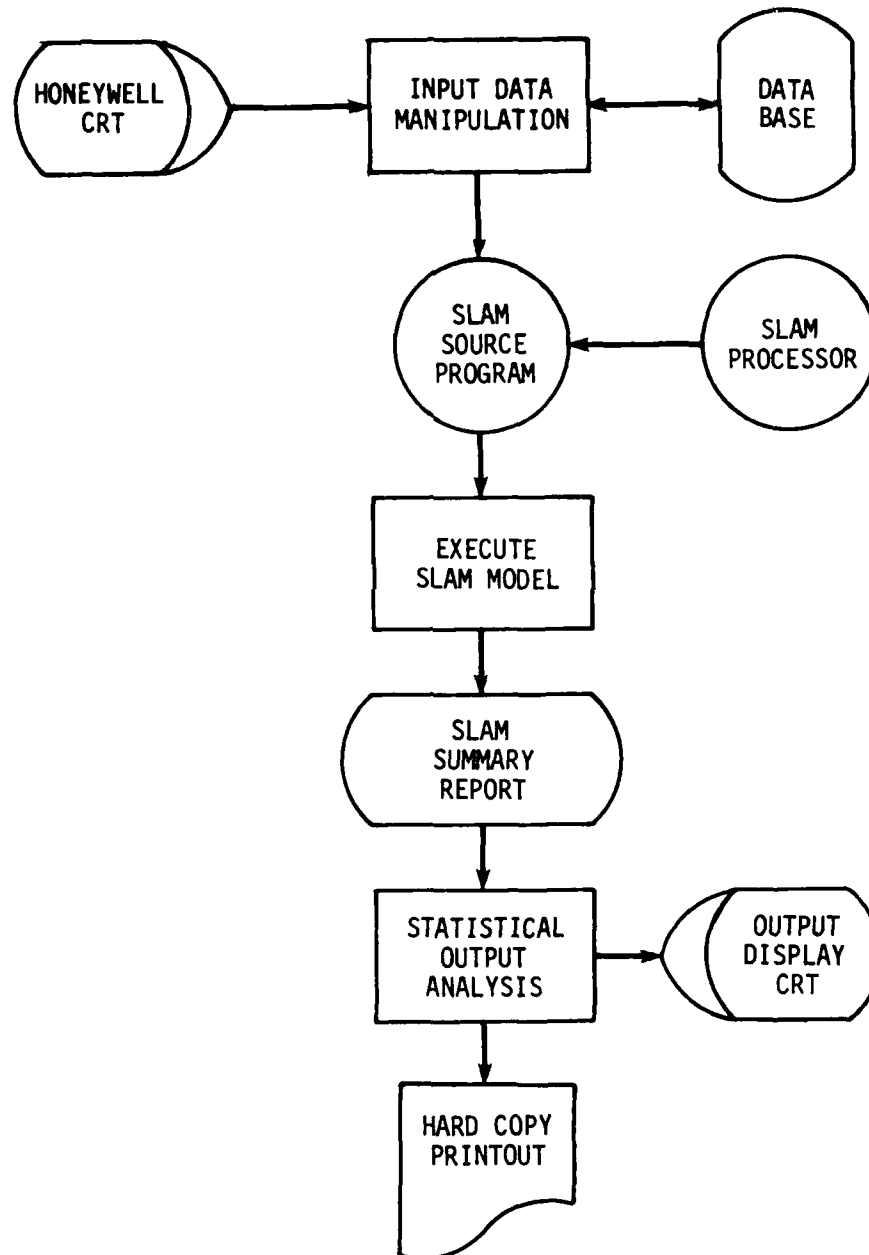 HONEYWELL
CRT
INPUT DATA
MANIPULATION
DATA
BASE
SLAM
SOURCE
PROGRAM
SLAM
PROCESSOR
EXECUTE
SLAM MODEL
SLAM
SUMMARY
REPORT
STATISTICAL
OUTPUT
ANALYSIS
OUTPUT
DISPLAY
CRT
HARD COPY
PRINTOUT